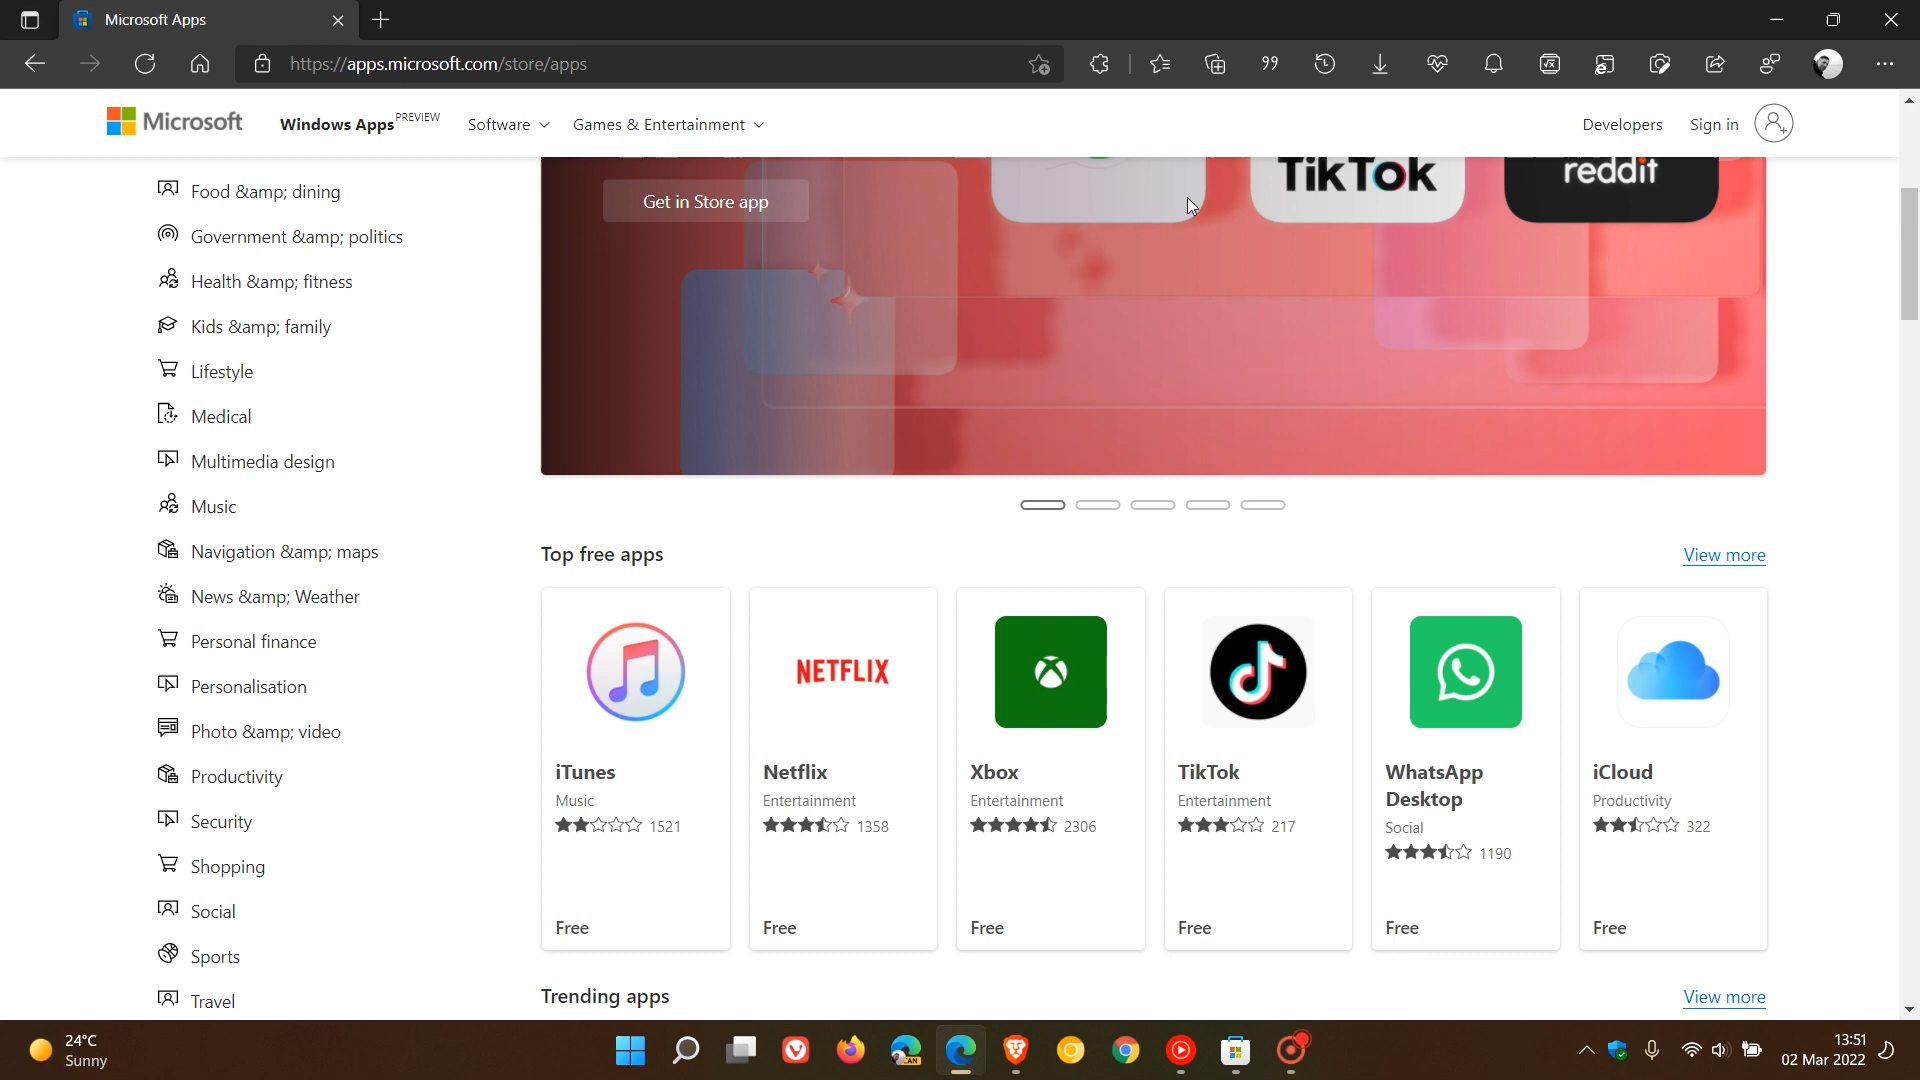 Microsoft Apps
https://apps.microsoft.com/store/apps
Microsoft
Windows Apps PREVIEW
Software
Games & Entertainment
Developers
Sign in
Food &amp; dining
Government &amp; politics
Health &amp; fitness
Kids &amp; family
Lifestyle
Medical
Multimedia design
Music
Navigation &amp; maps
News &amp; Weather
Personal finance
Personalisation
Photo &amp; video
Productivity
Security
Shopping
Social
Sports
Travel
Get in Store app
TikTok
reddit
Top free apps
View more
NETFLIX
iTunes
Music
1521
Free
Netflix
Entertainment
1358
Free
Xbox
Entertainment
2306
Free
TikTok
Entertainment
217
Free
WhatsApp
Desktop
Social
1190
Free
iCloud
Productivity
322
Free
Trending apps
View more
24°C
Sunny
CAN
13:51
02 Mar 2022